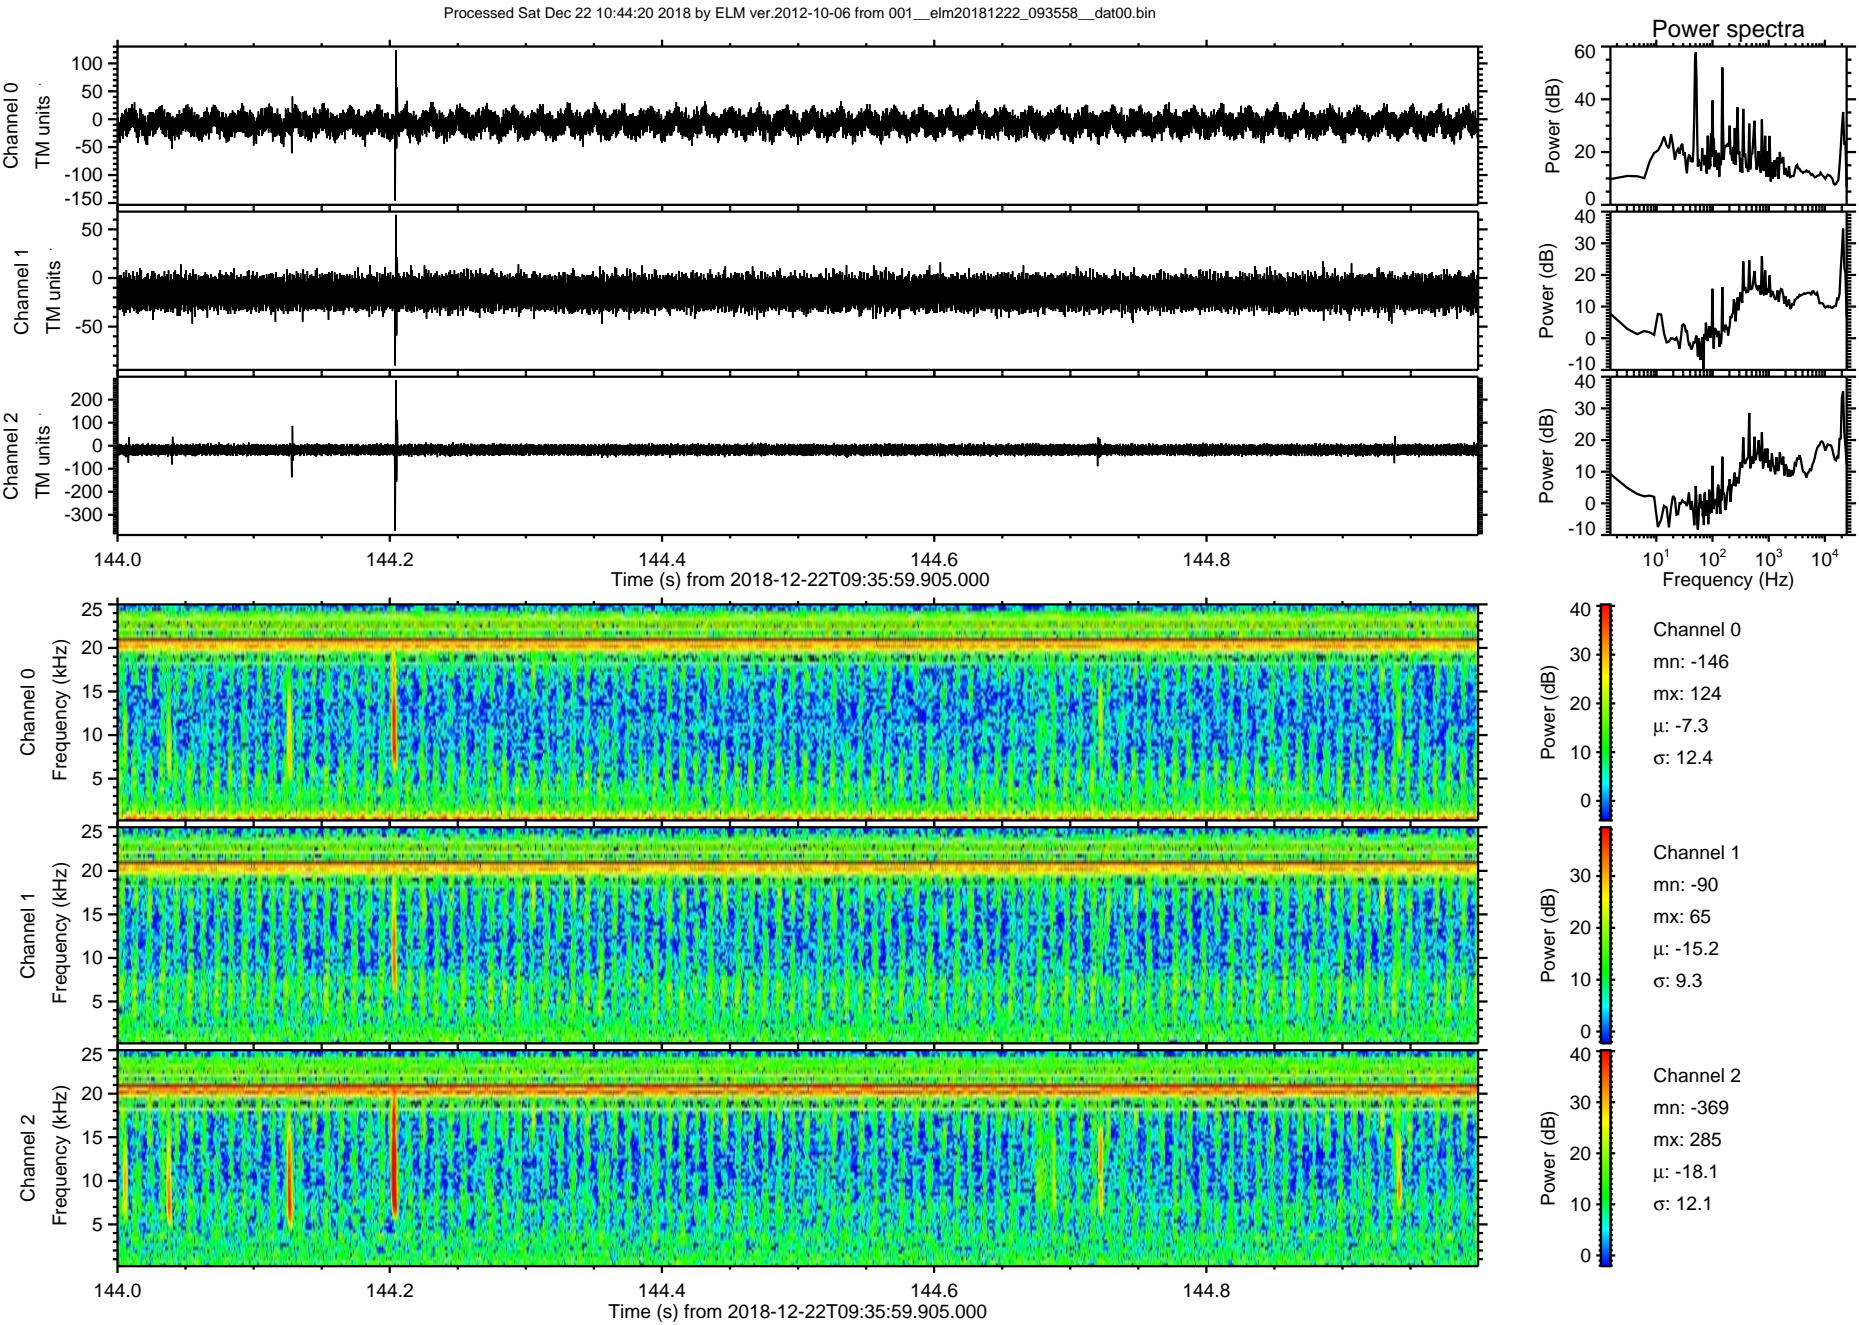 Processed Sat Dec 22 10:44:20 2018 by ELM ver.2012-10-06 from 001__elm20181222_093558__dat00.bin
Power spectra
Channel 0
TM units
100
50
0
-50
-100
-150
Power (dB)
60
40
20
0
Channel 1
TM units
50
0
-50
Power (dB)
40
30
20
10
0
-10
Channel 2
TM units
200
100
0
-100
-200
-300
Power (dB)
40
30
20
10
0
-10
144.0 144.2 144.4 144.6 144.8
Time (s) from 2018-12-22T09:35:59.905.000
10¹ 10² 10³ 10⁴
Frequency (Hz)
Channel 0
Frequency (kHz)
25
20
15
10
5
Power (dB)
40
30
20
10
0
Channel 0
mn: -146
mx: 124
μ: -7.3
σ: 12.4
Channel 1
Frequency (kHz)
25
20
15
10
5
Power (dB)
30
20
10
0
Channel 1
mn: -90
mx: 65
μ: -15.2
σ: 9.3
Channel 2
Frequency (kHz)
25
20
15
10
5
Power (dB)
40
30
20
10
0
Channel 2
mn: -369
mx: 285
μ: -18.1
σ: 12.1
144.0 144.2 144.4 144.6 144.8
Time (s) from 2018-12-22T09:35:59.905.000